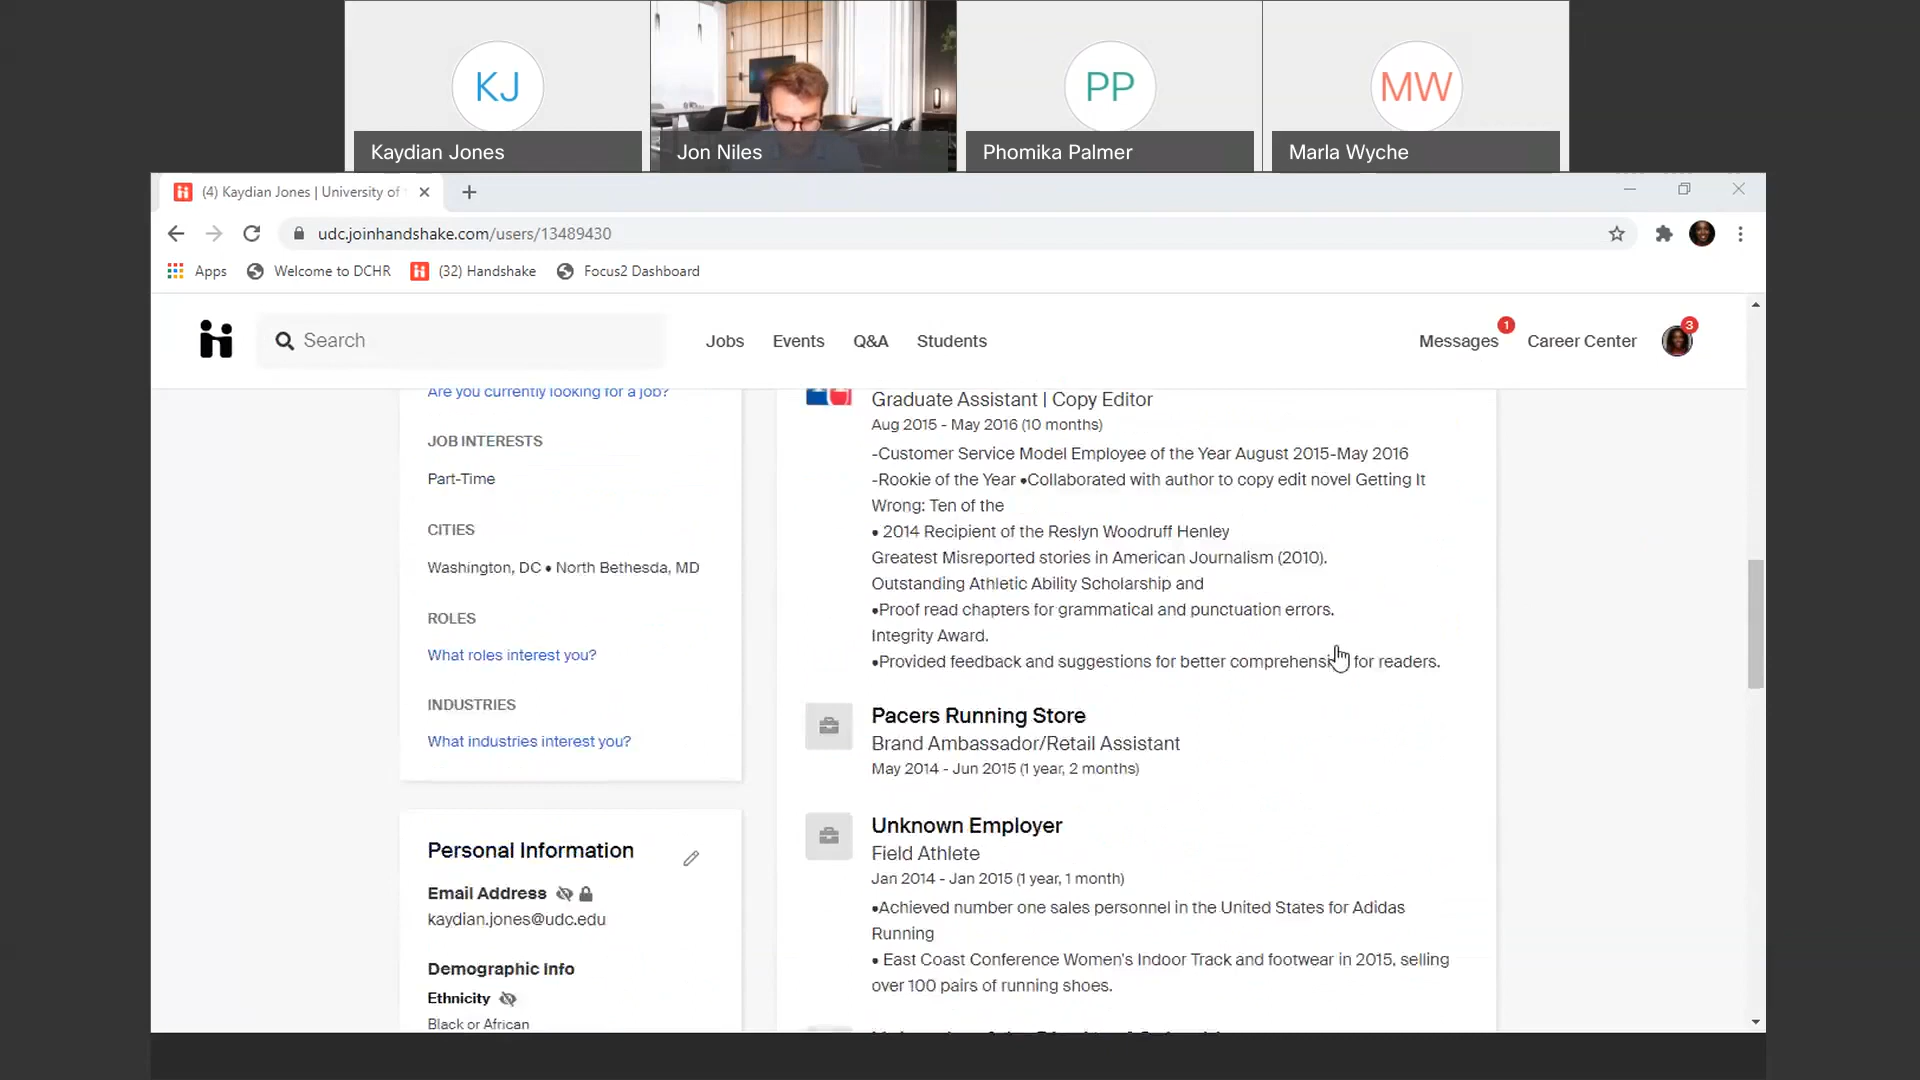 KJ
PP
MW
Kaydian Jones
Jon Niles
Phomika Palmer
Marla Wyche
(4) Kaydian Jones | University of
udc.joinhandshake.com/users/13489430
Apps
Welcome to DCHR
(32) Handshake
Focus2 Dashboard
Search
Jobs
Events
Q&A
Students
Messages
1
Career Center
3
Are you currently looking for a job?
JOB INTERESTS
Part-Time
CITIES
Washington, DC • North Bethesda, MD
ROLES
What roles interest you?
INDUSTRIES
What industries interest you?
Personal Information
Email Address
kaydian.jones@udc.edu
Demographic Info
Ethnicity
Black or African
Graduate Assistant | Copy Editor
Aug 2015 - May 2016 (10 months)
-Customer Service Model Employee of the Year August 2015-May 2016
-Rookie of the Year •Collaborated with author to copy edit novel Getting It
Wrong: Ten of the
• 2014 Recipient of the Reslyn Woodruff Henley
Greatest Misreported stories in American Journalism (2010).
Outstanding Athletic Ability Scholarship and
•Proof read chapters for grammatical and punctuation errors.
Integrity Award.
•Provided feedback and suggestions for better comprehensi for readers.
Pacers Running Store
Brand Ambassador/Retail Assistant
May 2014 - Jun 2015 (1 year, 2 months)
Unknown Employer
Field Athlete
Jan 2014 - Jan 2015 (1 year, 1 month)
•Achieved number one sales personnel in the United States for Adidas
Running
• East Coast Conference Women's Indoor Track and footwear in 2015, selling
over 100 pairs of running shoes.